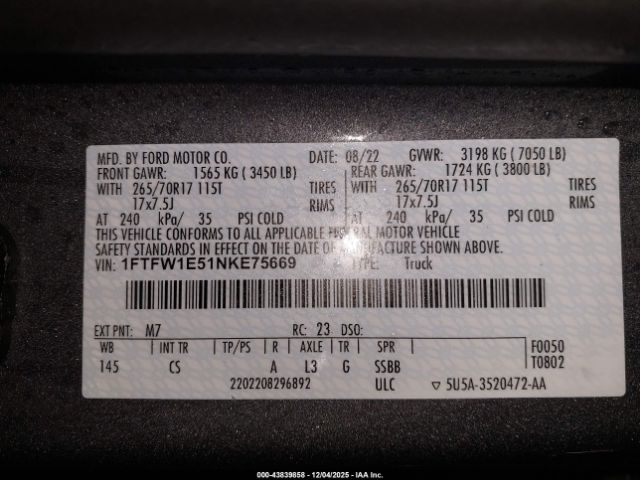 MFD. BY FORD MOTOR CO. DATE: 08/22 GVWR: 3198 KG ( 7050 LB)
FRONT GAWR: 1565 KG ( 3450 LB) REAR GAWR: 1724 KG ( 3800 LB)
WITH 265/70R17 115T TIRES WITH 265/70R17 115T TIRES
17x7.5J RIMS 17x7.5J RIMS
AT 240 kPa/ 35 PSI COLD AT 240 kPa/ 35 PSI COLD
THIS VEHICLE CONFORMS TO ALL APPLICABLE FEDERAL MOTOR VEHICLE
SAFETY STANDARDS IN EFFECT ON THE DATE OF MANUFACTURE SHOWN ABOVE.
VIN: 1FTFW1E51NKE75669 TYPE: Truck
EXT PNT: M7 RC: 23 DSO:
WB INT TR TP/PS R AXLE TR SPR F0050
145 CS A L3 G SSBB T0802
2202208296892 ULC ▽ 5U5A-3520472-AA
000-43839858 - 12/04/2025 - IAA Inc.